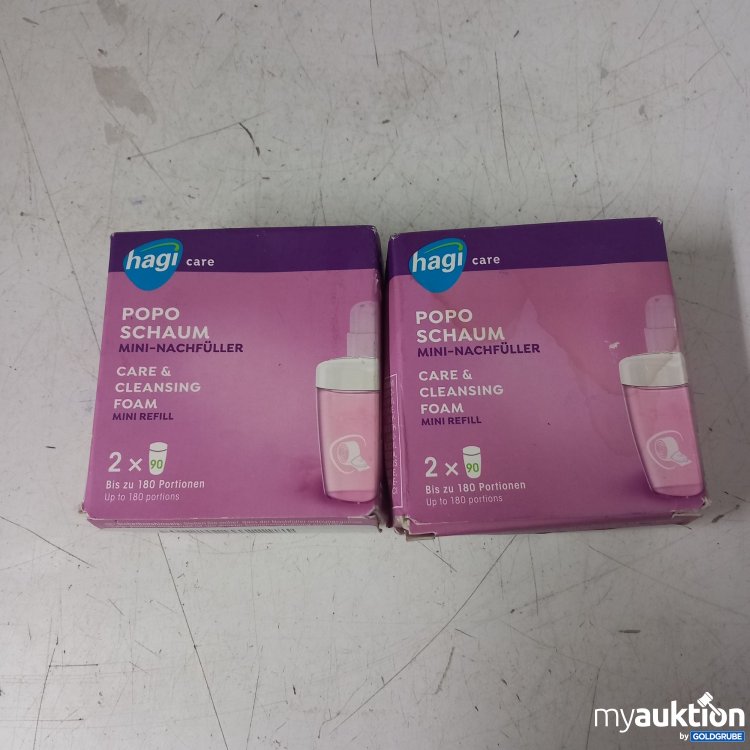 hagi care
POPO
SCHAUM
MINI-NACHFÜLLER
CARE &
CLEANSING
FOAM
MINI REFILL
2 × 90
Bis zu 180 Portionen
Up to 180 portions
hagi care
POPO
SCHAUM
MINI-NACHFÜLLER
CARE &
CLEANSING
FOAM
MINI REFILL
2 × 90
Bis zu 180 Portionen
Up to 180 portions
myauktion
by GOLDGRUBE